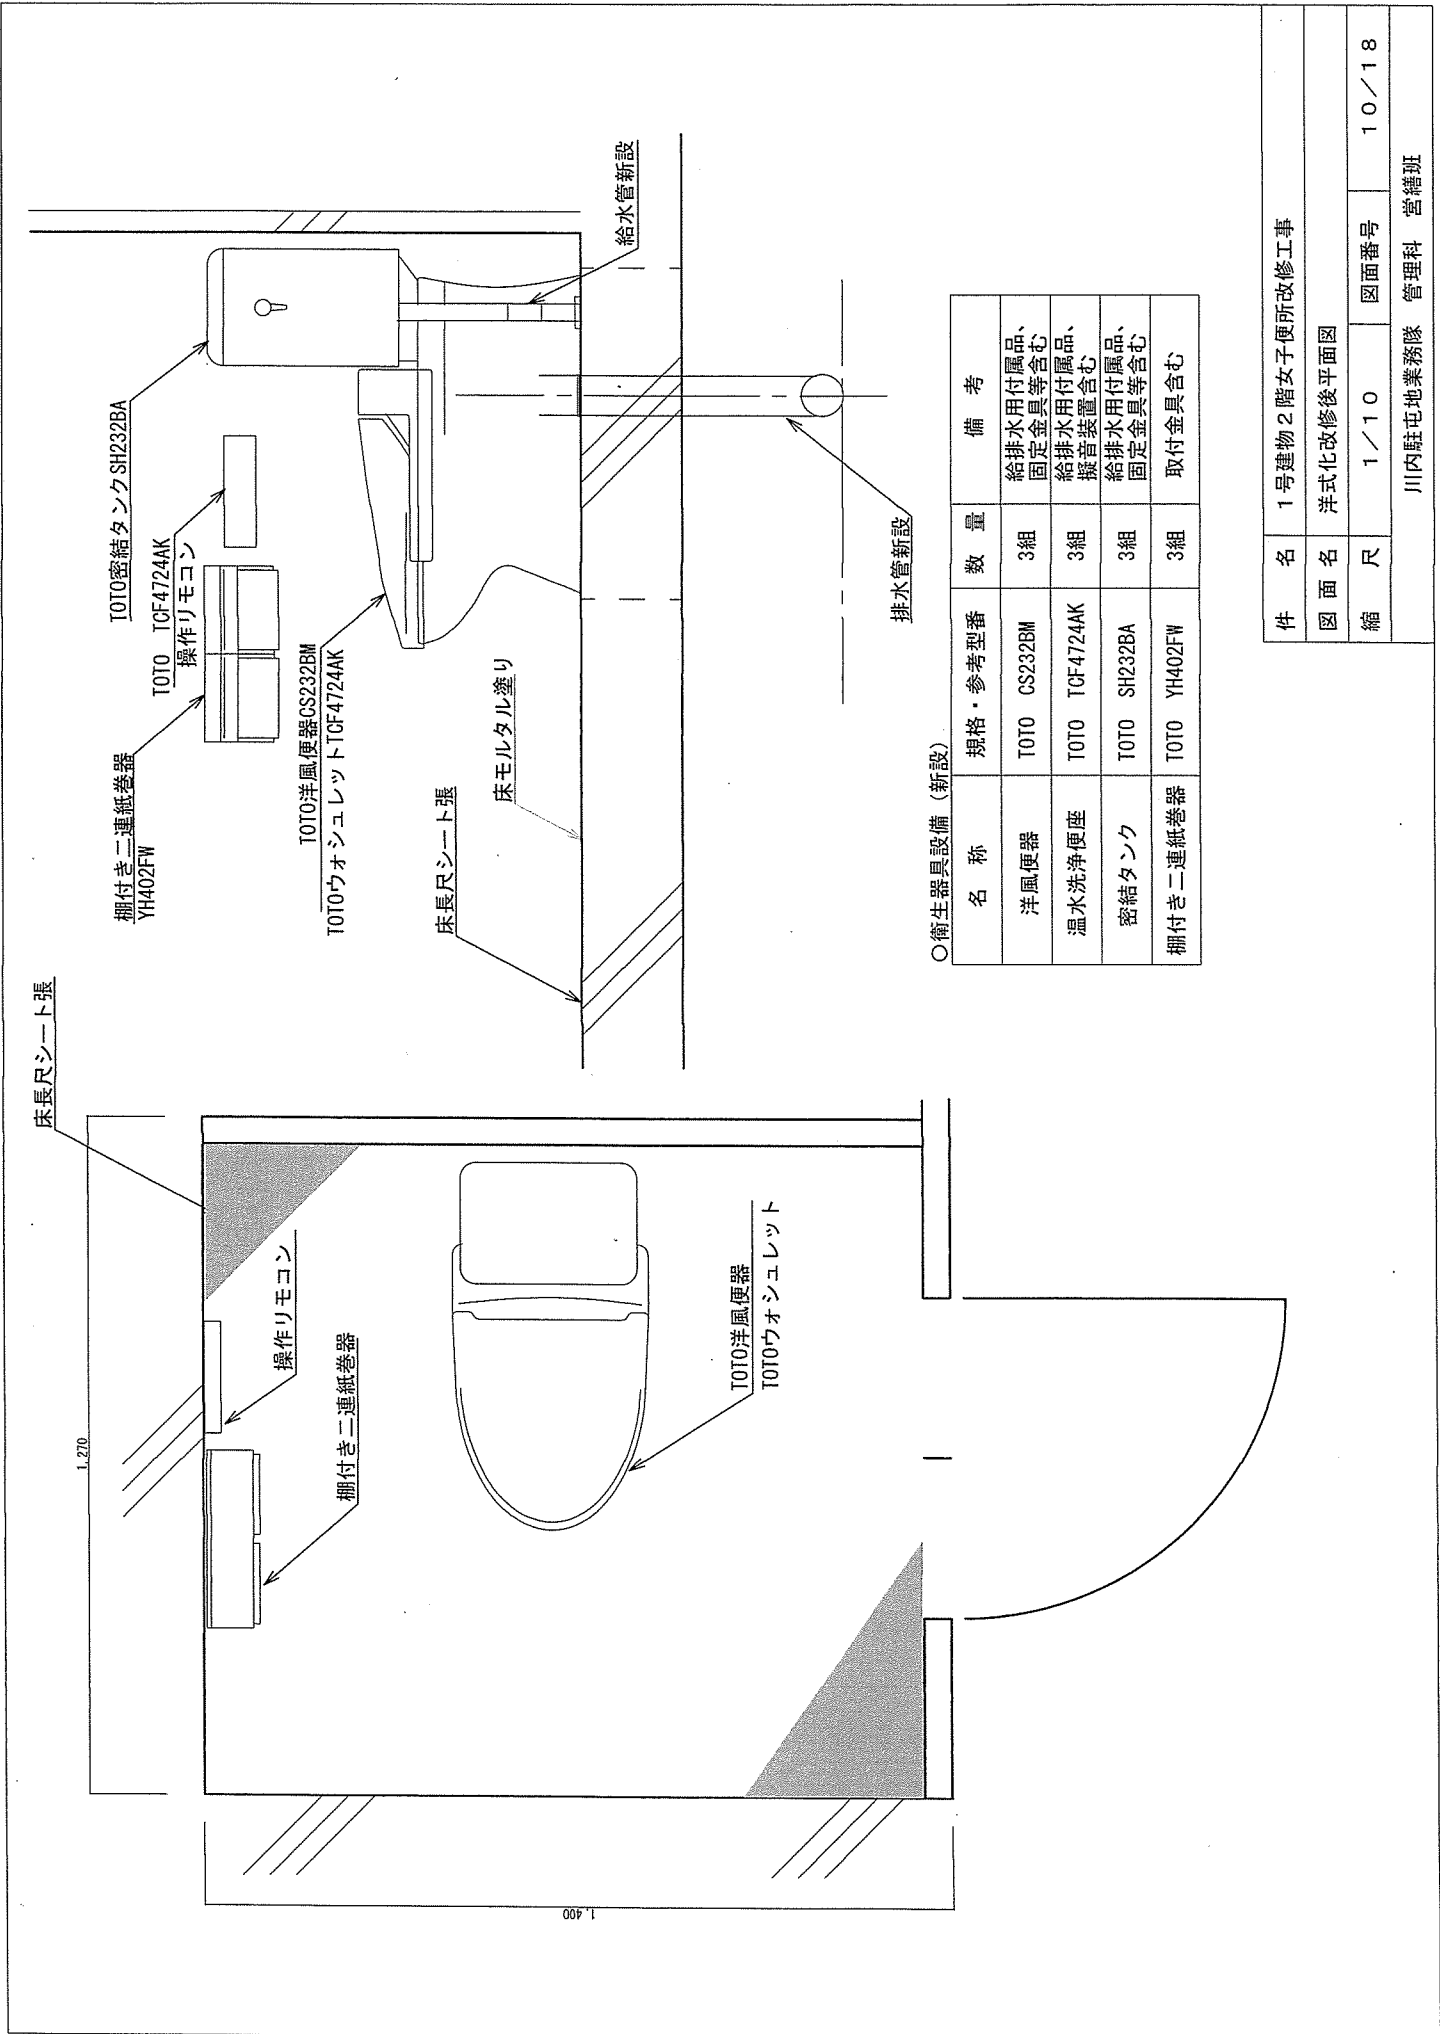 床長尺シート張
1,270
操作リモコン
棚付き二連紙巻器
TOTO洋風便器
TOTOウォシュレット
1,400
棚付き二連紙巻器
YH402FW
TOTO密結タンクSH232BA
TOTO　TCF4724AK
操作リモコン
TOTO洋風便器CS232BM
TOTOウォシュレットTCF4724AK
床長尺シート張
床モルタル塗り
給水管新設
排水管新設
○衛生器具設備（新設）
名　称　規格・参考型番　数　量　備　考
洋風便器　TOTO　CS232BM　3組　給排水用付属品、
固定金具等含む
温水洗浄便座　TOTO　TCF4724AK　3組　給排水用付属品、
擬音装置含む
密結タンク　TOTO　SH232BA　3組　給排水用付属品、
固定金具等含む
棚付き二連紙巻器　TOTO　YH402FW　3組　取付金具含む
件　名　１号建物２階女子便所改修工事
図面名　洋式化改修後平面図
縮　尺　１／１０　図面番号　１０／１８
川内駐屯地業務隊　管理科　営繕班